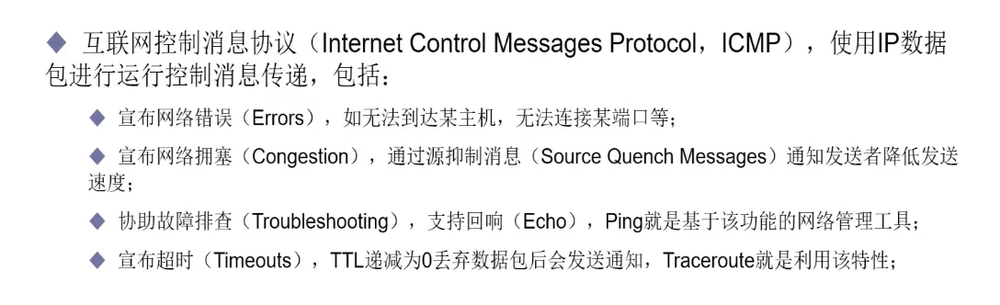 ◆ 互联网控制消息协议（Internet Control Messages Protocol，ICMP），使用IP数据
包进行运行控制消息传递，包括：
◆ 宣布网络错误（Errors），如无法到达某主机，无法连接某端口等；
◆ 宣布网络拥塞（Congestion），通过源抑制消息（Source Quench Messages）通知发送者降低发送
速度；
◆ 协助故障排查（Troubleshooting），支持回响（Echo），Ping就是基于该功能的网络管理工具；
◆ 宣布超时（Timeouts），TTL递减为0丢弃数据包后会发送通知，Traceroute就是利用该特性；